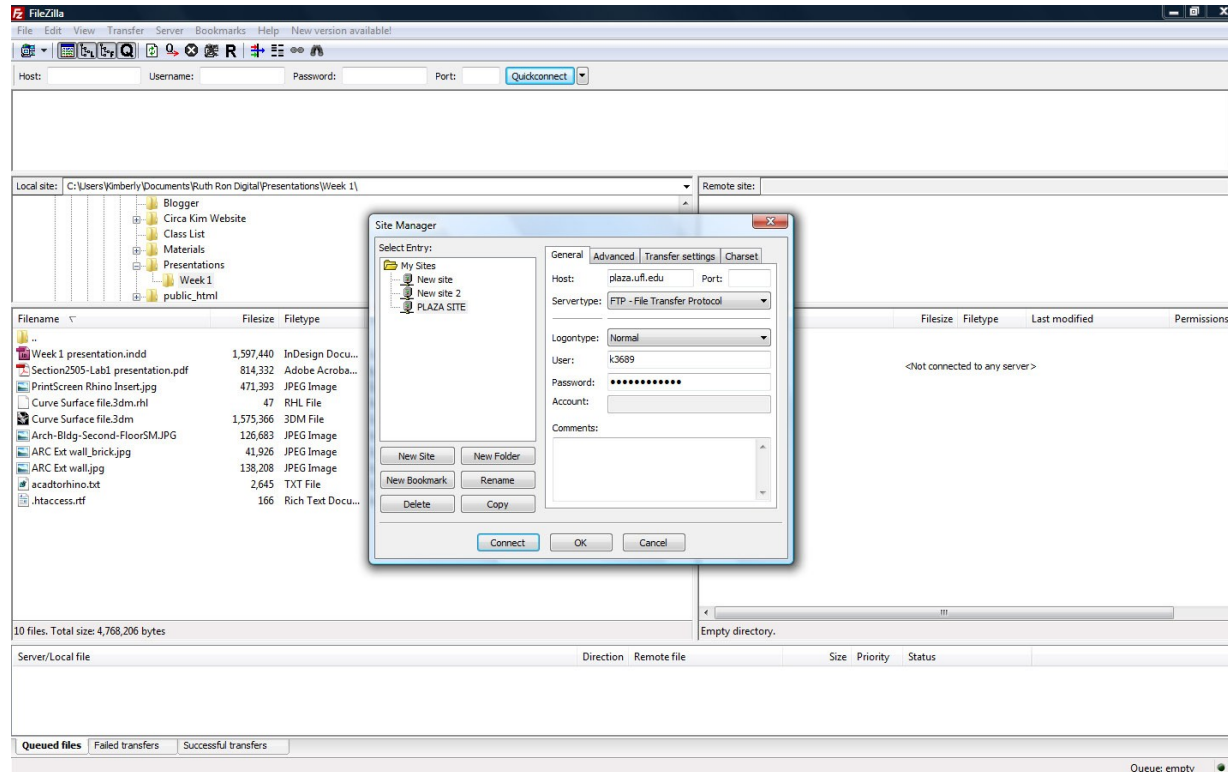 FileZilla
File Edit View Transfer Server Bookmarks Help New version available!
Host: Username: Password: Port: Quickconnect
Local site: C:\Users\Kimberly\Documents\Ruth Ron Digital\Presentations\Week 1\
Remote site:
Blogger
Circa Kim Website
Class List
Materials
Presentations
Week 1
public_html
Site Manager
Select Entry:
My Sites
New site
New site 2
PLAZA SITE
New Site New Folder
New Bookmark Rename
Delete Copy
General Advanced Transfer settings Charset
Host: plaza.ufl.edu Port:
Servertype: FTP - File Transfer Protocol
Logontype: Normal
User: k3689
Password: ●●●●●●●●●●●●
Account:
Comments:
Connect OK Cancel
Filename Filesize Filetype
..
Week 1 presentation.indd 1,597,440 InDesign Docu...
Section2505-Lab1 presentation.pdf 814,332 Adobe Acroba...
PrintScreen Rhino Insert.jpg 471,393 JPEG Image
Curve Surface file.3dm.rhl 47 RHL File
Curve Surface file.3dm 1,575,366 3DM File
Arch-Bldg-Second-FloorSM.JPG 126,683 JPEG Image
ARC Ext wall_brick.jpg 41,926 JPEG Image
ARC Ext wall.jpg 138,208 JPEG Image
acadtorhino.txt 2,645 TXT File
.htaccess.rtf 166 Rich Text Docu...
Filesize Filetype Last modified Permissions
<Not connected to any server>
10 files. Total size: 4,768,206 bytes
Empty directory.
Server/Local file Direction Remote file Size Priority Status
Queued files Failed transfers Successful transfers
Queue: empty